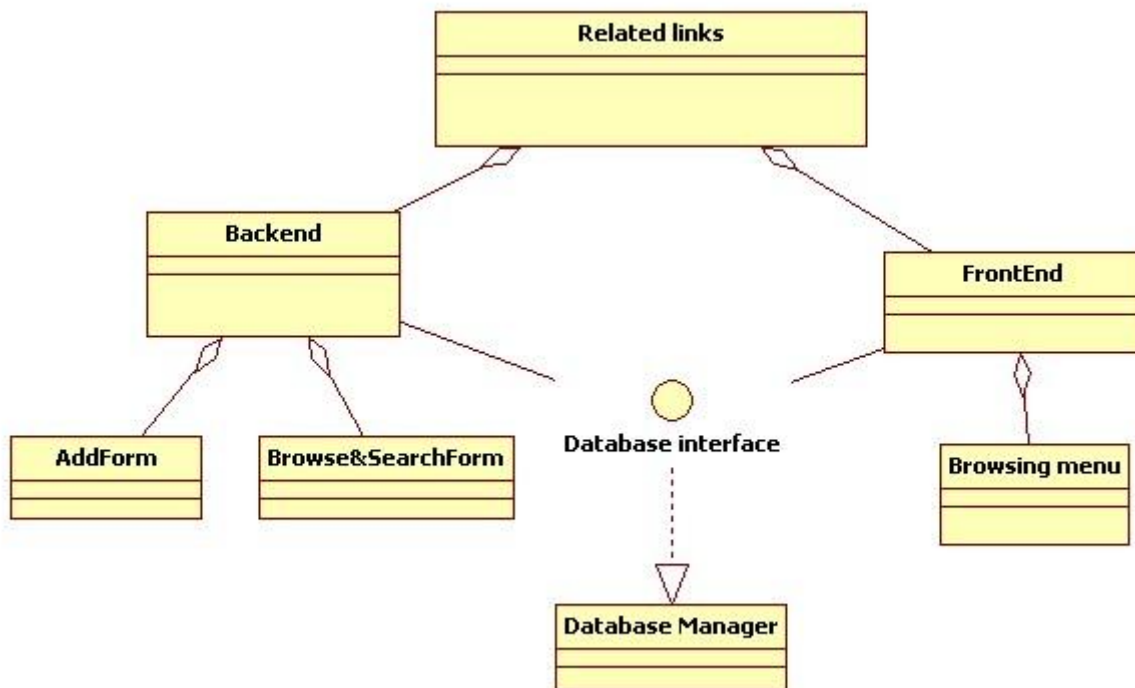 Related links
Backend
FrontEnd
AddForm
Browse&SearchForm
Database interface
Browsing menu
Database Manager